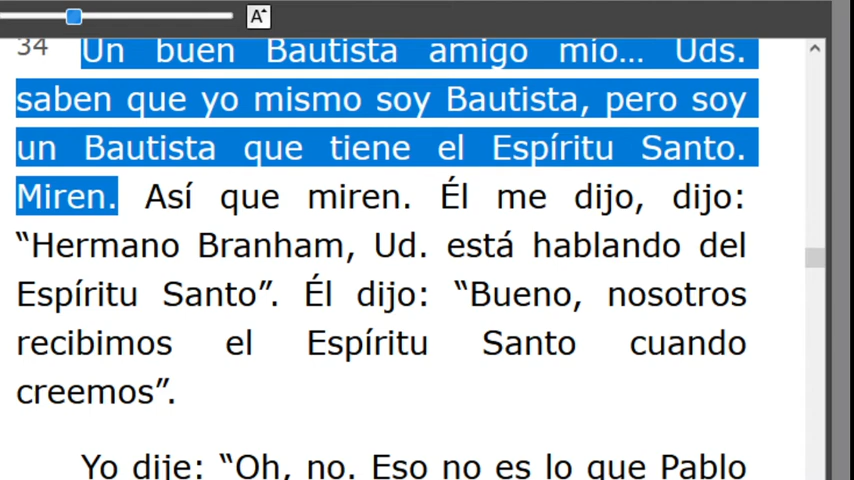 A
34 Un buen Bautista amigo mío... Uds.
saben que yo mismo soy Bautista, pero soy
un Bautista que tiene el Espíritu Santo.
Miren. Así que miren. Él me dijo, dijo:
“Hermano Branham, Ud. está hablando del
Espíritu Santo”. Él dijo: “Bueno, nosotros
recibimos el Espíritu Santo cuando
creemos”.
Yo dije: “Oh, no. Eso no es lo que Pablo